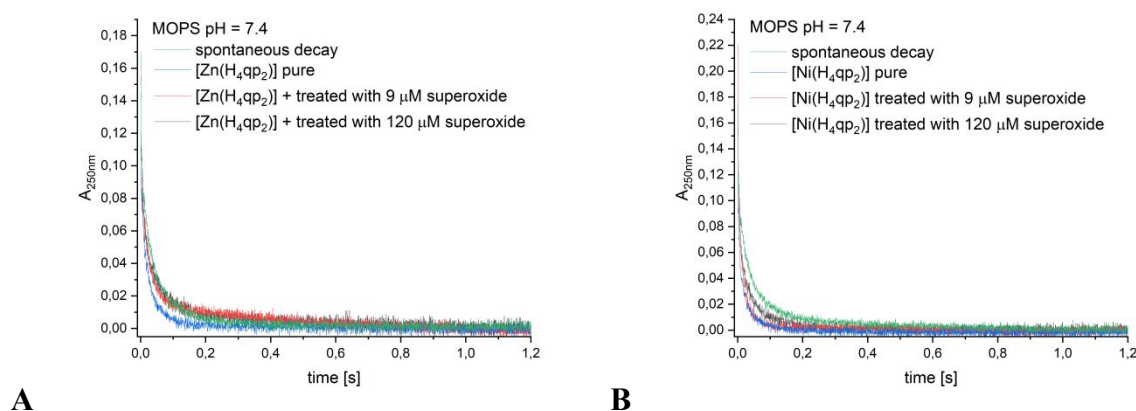 MOPS pH = 7.4
spontaneous decay
[Zn(H₄qp₂)] pure
[Zn(H₄qp₂)] + treated with 9 μM superoxide
[Zn(H₄qp₂)] + treated with 120 μM superoxide
0,18
0,16
0,14
0,12
0,10
0,08
0,06
0,04
0,02
0,00
A250nm
0,0 0,2 0,4 0,6 0,8 1,0 1,2
time [s]
A
MOPS pH = 7.4
spontaneous decay
[Ni(H₄qp₂)] pure
[Ni(H₄qp₂)] treated with 9 μM superoxide
[Ni(H₄qp₂)] treated with 120 μM superoxide
0,24
0,22
0,20
0,18
0,16
0,14
0,12
0,10
0,08
0,06
0,04
0,02
0,00
A250nm
0,0 0,2 0,4 0,6 0,8 1,0 1,2
time [s]
B